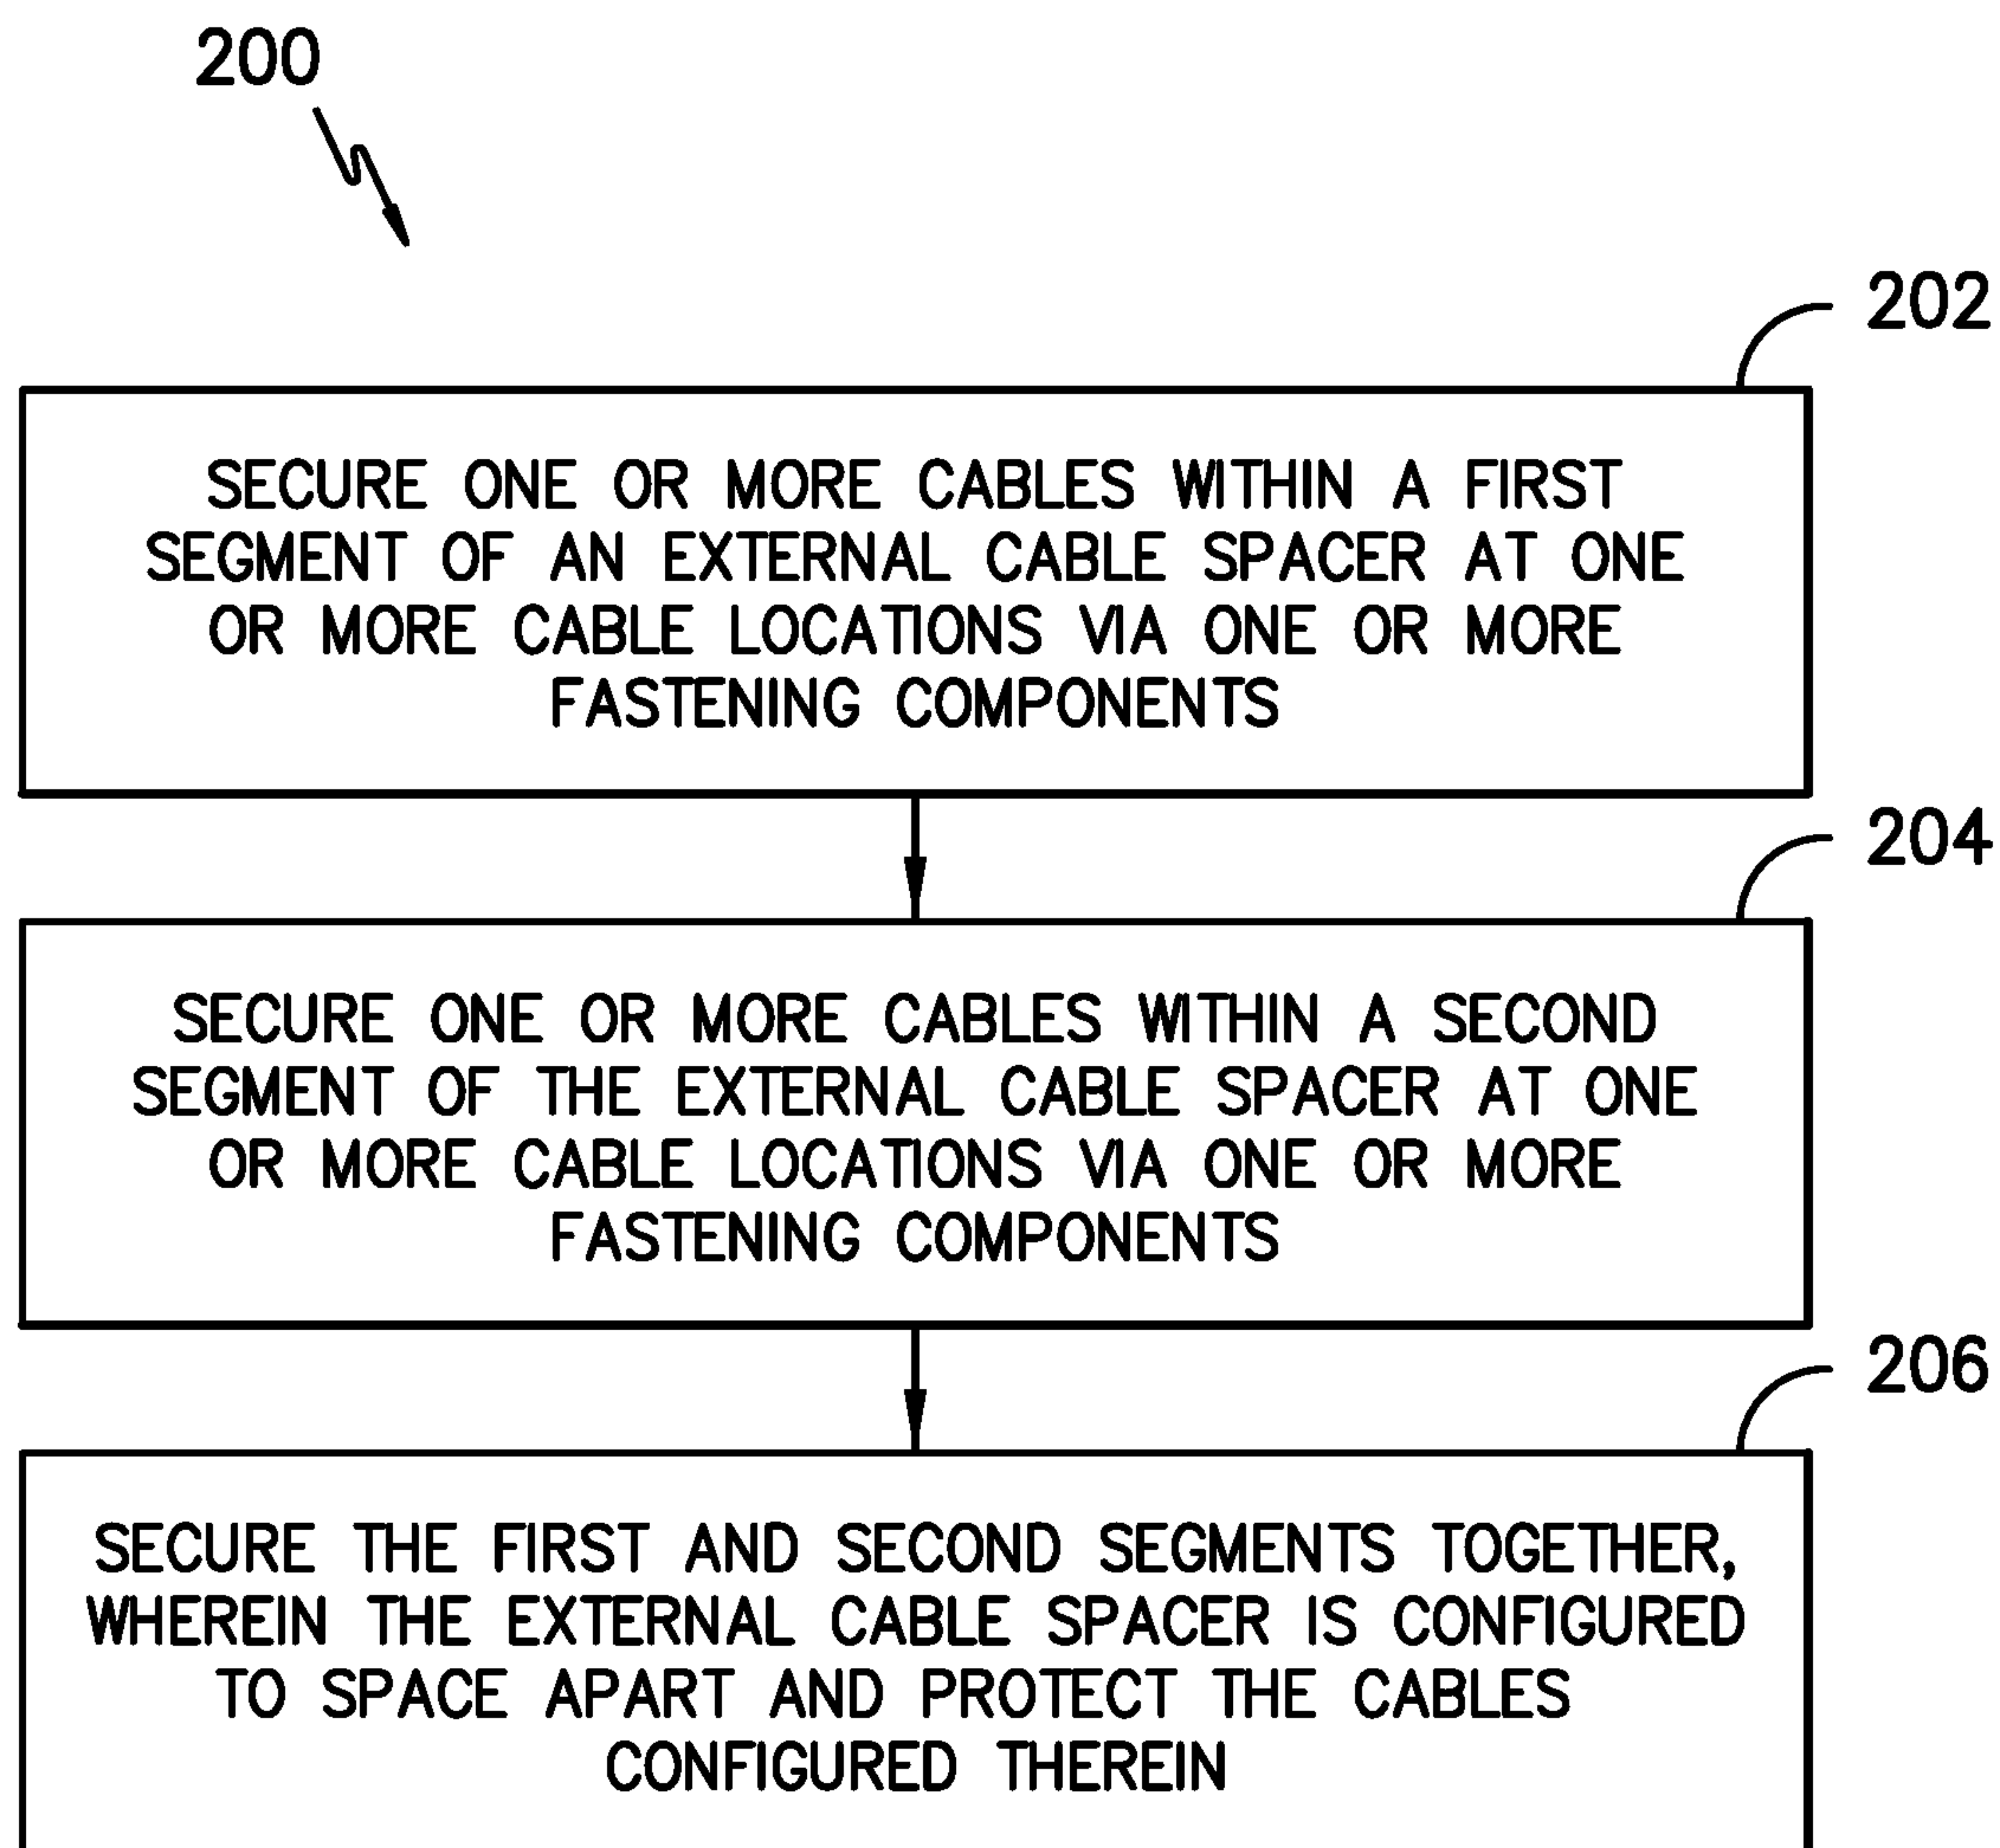 200
202
SECURE ONE OR MORE CABLES WITHIN A FIRST
SEGMENT OF AN EXTERNAL CABLE SPACER AT ONE
OR MORE CABLE LOCATIONS VIA ONE OR MORE
FASTENING COMPONENTS
204
SECURE ONE OR MORE CABLES WITHIN A SECOND
SEGMENT OF THE EXTERNAL CABLE SPACER AT ONE
OR MORE CABLE LOCATIONS VIA ONE OR MORE
FASTENING COMPONENTS
206
SECURE THE FIRST AND SECOND SEGMENTS TOGETHER,
WHEREIN THE EXTERNAL CABLE SPACER IS CONFIGURED
TO SPACE APART AND PROTECT THE CABLES
CONFIGURED THEREIN